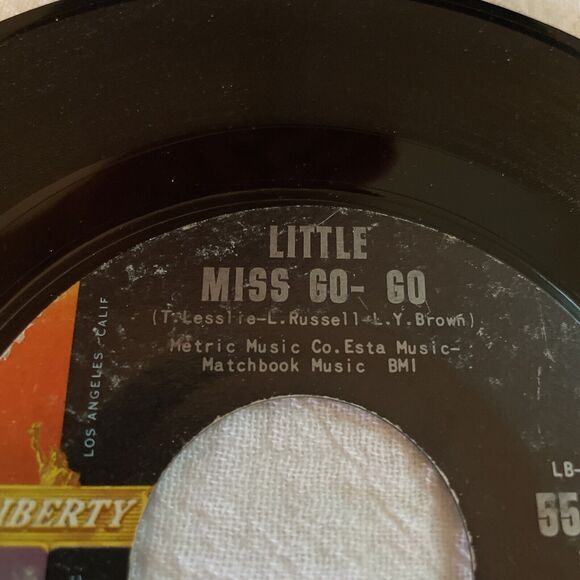 LITTLE
MISS GO- GO
(T.Lesslie-L.Russell-L.Y.Brown)
Metric Music Co.Esta Music-
Matchbook Music BMI
LOS ANGELES - CALIF
LIBERTY
LB-
55